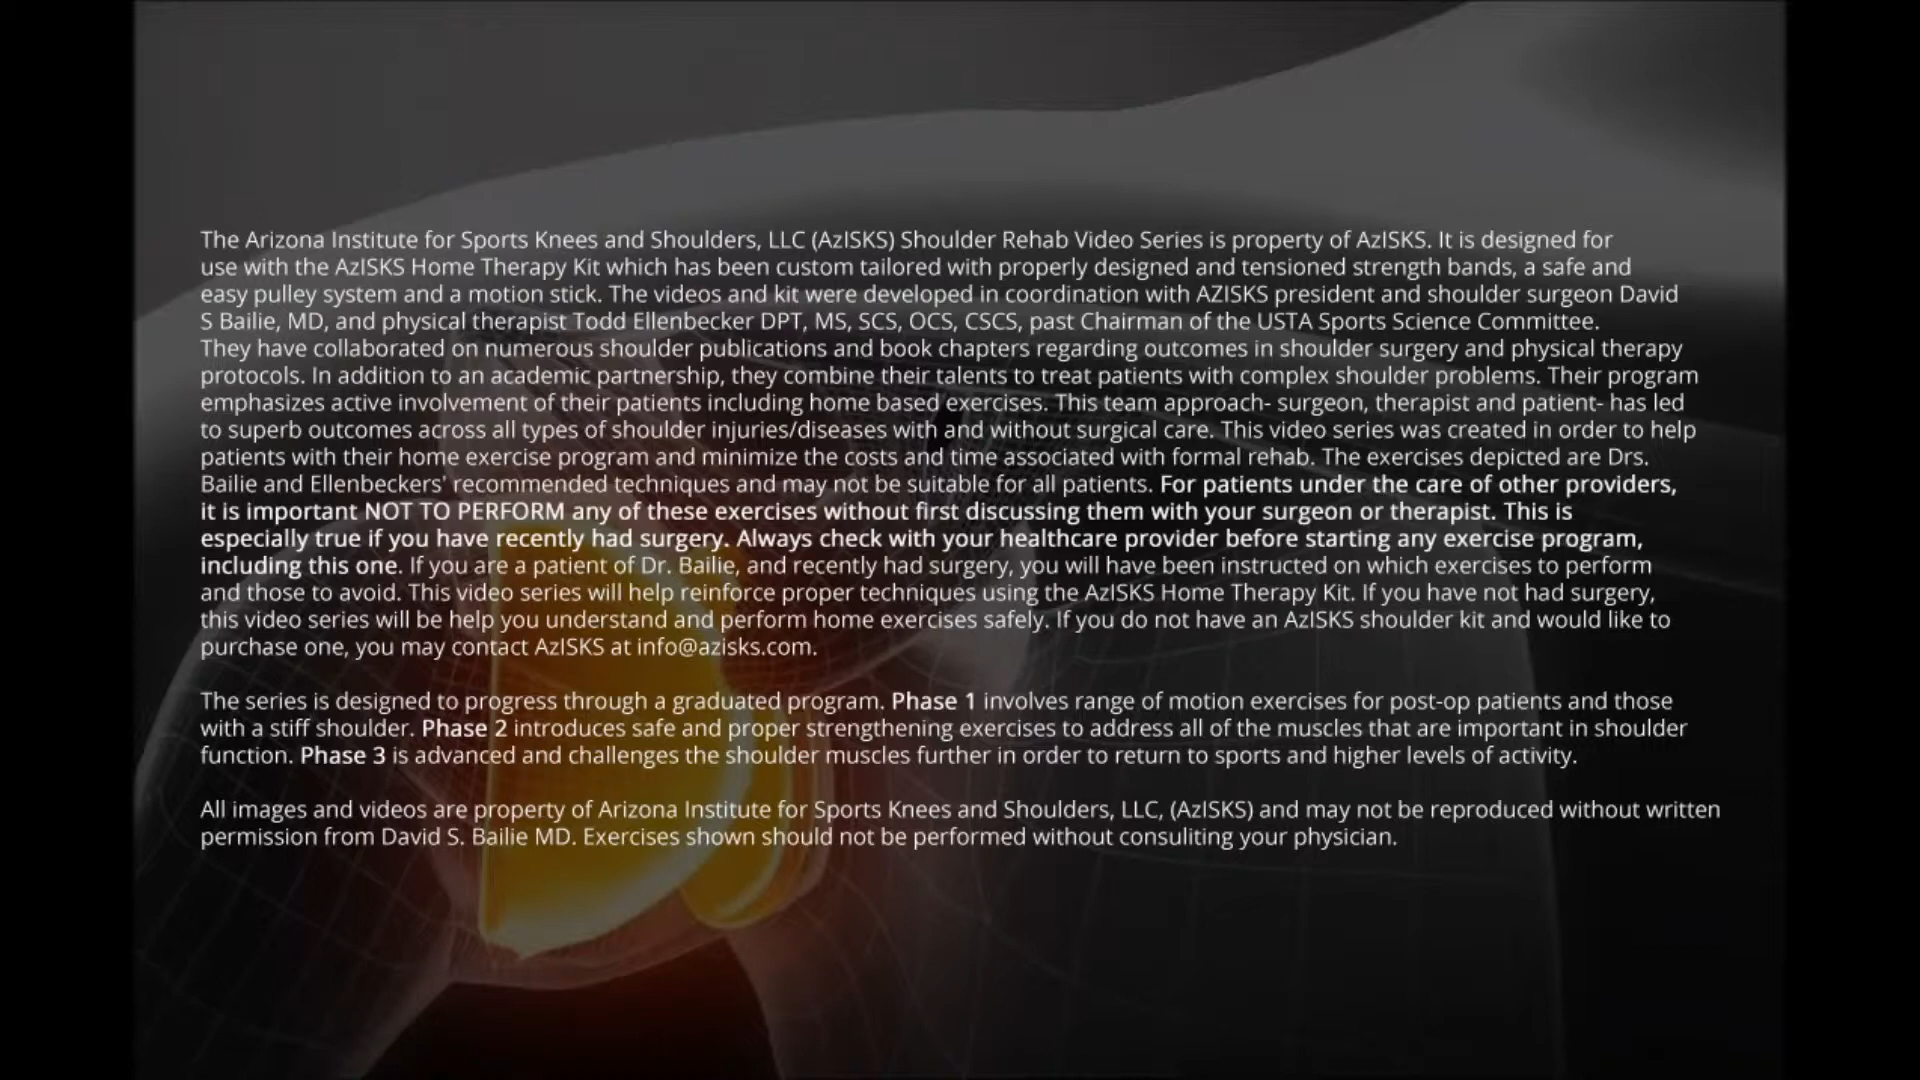 The Arizona Institute for Sports Knees and Shoulders, LLC (AzISKS) Shoulder Rehab Video Series is property of AzISKS. It is designed for
use with the AzISKS Home Therapy Kit which has been custom tailored with properly designed and tensioned strength bands, a safe and
easy pulley system and a motion stick. The videos and kit were developed in coordination with AZISKS president and shoulder surgeon David
S Bailie, MD, and physical therapist Todd Ellenbecker DPT, MS, SCS, OCS, CSCS, past Chairman of the USTA Sports Science Committee.
They have collaborated on numerous shoulder publications and book chapters regarding outcomes in shoulder surgery and physical therapy
protocols. In addition to an academic partnership, they combine their talents to treat patients with complex shoulder problems. Their program
emphasizes active involvement of their patients including home based exercises. This team approach- surgeon, therapist and patient- has led
to superb outcomes across all types of shoulder injuries/diseases with and without surgical care. This video series was created in order to help
patients with their home exercise program and minimize the costs and time associated with formal rehab. The exercises depicted are Drs.
Bailie and Ellenbeckers' recommended techniques and may not be suitable for all patients. For patients under the care of other providers,
it is important NOT TO PERFORM any of these exercises without first discussing them with your surgeon or therapist. This is
especially true if you have recently had surgery. Always check with your healthcare provider before starting any exercise program,
including this one. If you are a patient of Dr. Bailie, and recently had surgery, you will have been instructed on which exercises to perform
and those to avoid. This video series will help reinforce proper techniques using the AzISKS Home Therapy Kit. If you have not had surgery,
this video series will be help you understand and perform home exercises safely. If you do not have an AzISKS shoulder kit and would like to
purchase one, you may contact AzISKS at info@azisks.com.
The series is designed to progress through a graduated program. Phase 1 involves range of motion exercises for post-op patients and those
with a stiff shoulder. Phase 2 introduces safe and proper strengthening exercises to address all of the muscles that are important in shoulder
function. Phase 3 is advanced and challenges the shoulder muscles further in order to return to sports and higher levels of activity.
All images and videos are property of Arizona Institute for Sports Knees and Shoulders, LLC, (AzISKS) and may not be reproduced without written
permission from David S. Bailie MD. Exercises shown should not be performed without consuliting your physician.